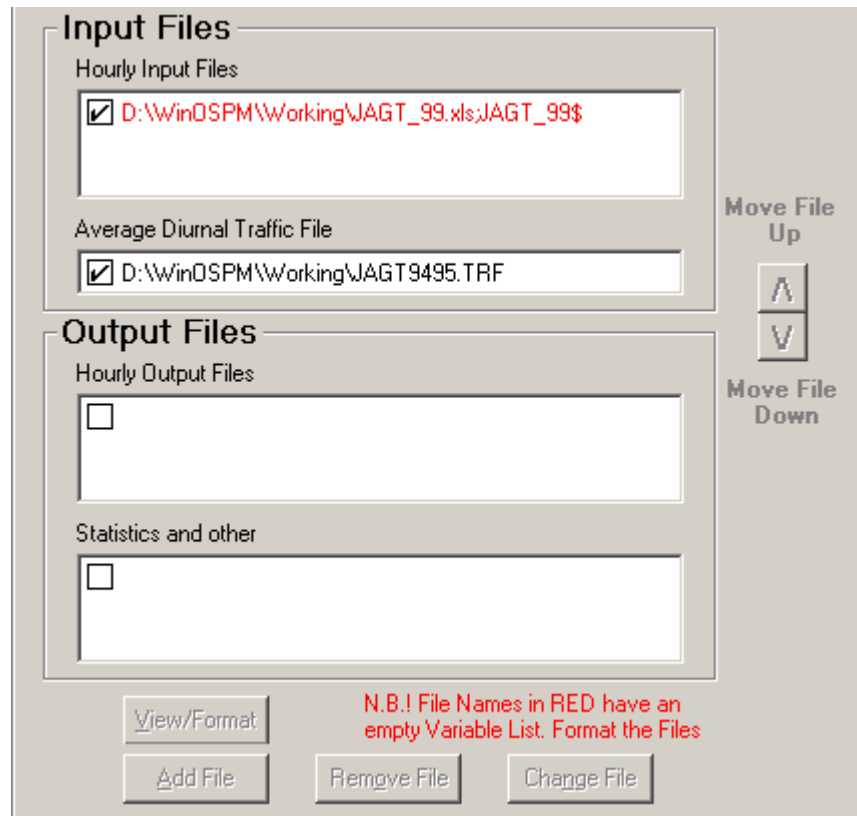 Input Files
Hourly Input Files
D:\WinOSPM\Working\JAGT_99.xls;JAGT_99$
Average Diurnal Traffic File
D:\WinOSPM\Working\JAGT9495.TRF
Move File
Up
Λ
V
Move File
Down
Output Files
Hourly Output Files
Statistics and other
View/Format
N.B.! File Names in RED have an
empty Variable List. Format the Files
Add File
Remove File
Change File